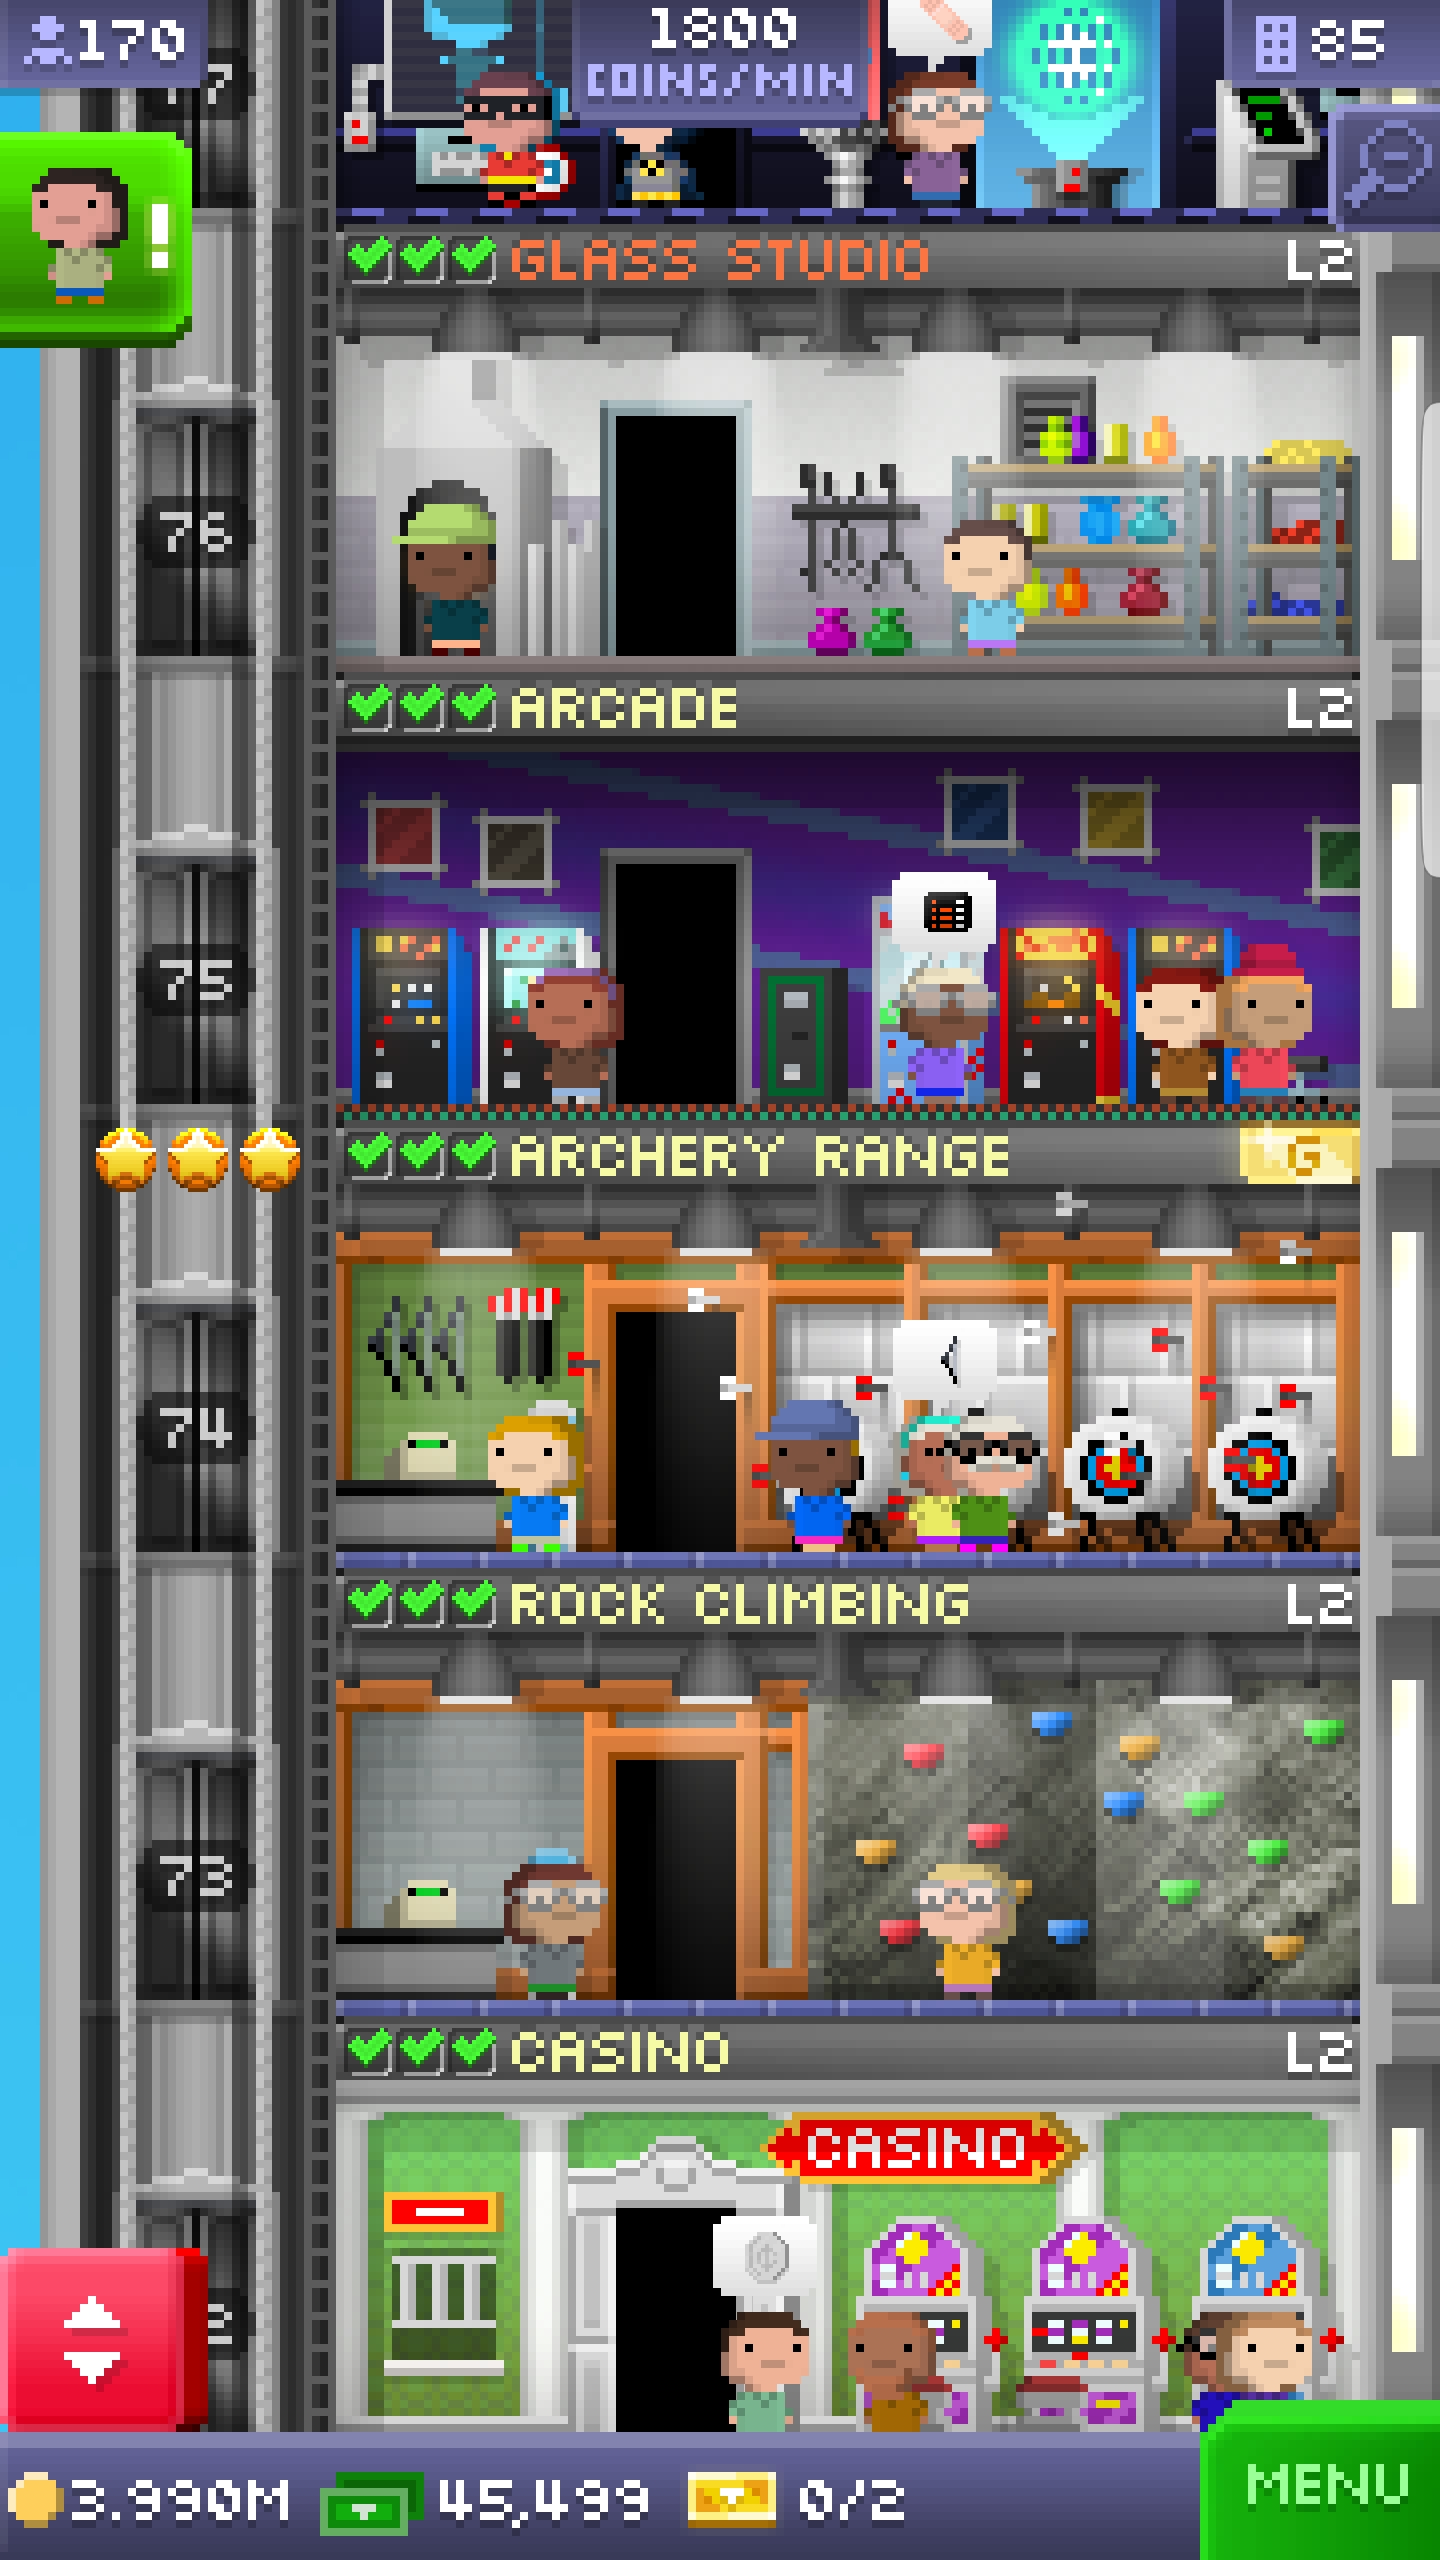 170
1800
COINS/MIN
85
GLASS STUDIO L2
76
ARCADE L2
75
ARCHERY RANGE G
74
ROCK CLIMBING L2
73
CASINO L2
CASINO
3.990M 45,499 0/2
MENU